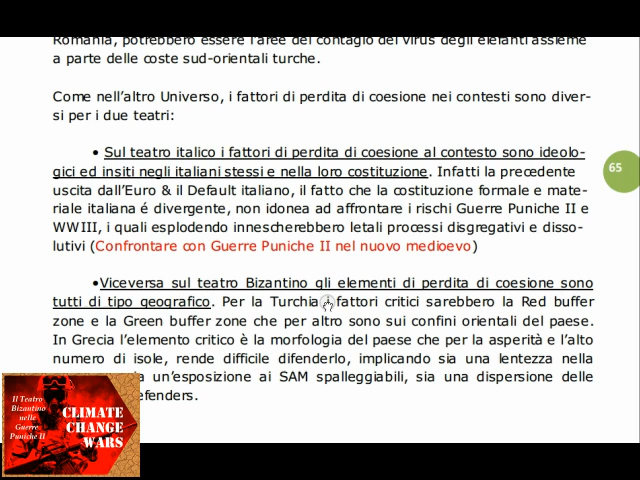 Romania, potrebbero essere l'aree del contagio del virus degli elefanti assieme
a parte delle coste sud-orientali turche.
Come nell'altro Universo, i fattori di perdita di coesione nei contesti sono diver-
si per i due teatri:
• Sul teatro italico i fattori di perdita di coesione al contesto sono ideolo-
gici ed insiti negli italiani stessi e nella loro costituzione. Infatti la precedente
uscita dall'Euro & il Default italiano, il fatto che la costituzione formale e mate-
riale italiana é divergente, non idonea ad affrontare i rischi Guerre Puniche II e
WWIII, i quali esplodendo innescherebbero letali processi disgregativi e disso-
lutivi (Confrontare con Guerre Puniche II nel nuovo medioevo)
65
•Viceversa sul teatro Bizantino gli elementi di perdita di coesione sono
tutti di tipo geografico. Per la Turchia fattori critici sarebbero la Red buffer
zone e la Green buffer zone che per altro sono sui confini orientali del paese.
In Grecia l'elemento critico è la morfologia del paese che per la asperità e l'alto
numero di isole, rende difficile difenderlo, implicando sia una lentezza nella
un'esposizione ai SAM spalleggiabili, sia una dispersione delle
efenders.
Il Teatro
Bizantino
nelle
Guerre
Puniche II
CLIMATE
CHANGE
WARS